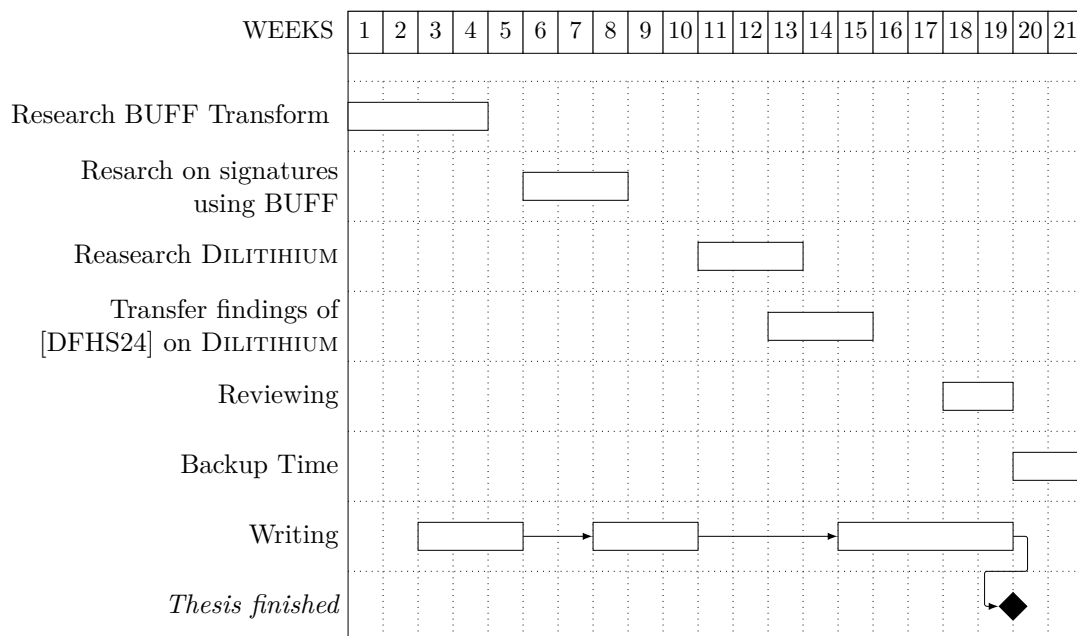 WEEKS 1 2 3 4 5 6 7 8 9 10 11 12 13 14 15 16 17 18 19 20 21
Research BUFF Transform
Resarch on signatures
using BUFF
Reasearch DILITIHIUM
Transfer findings of
[DFHS24] on DILITIHIUM
Reviewing
Backup Time
Writing
Thesis finished